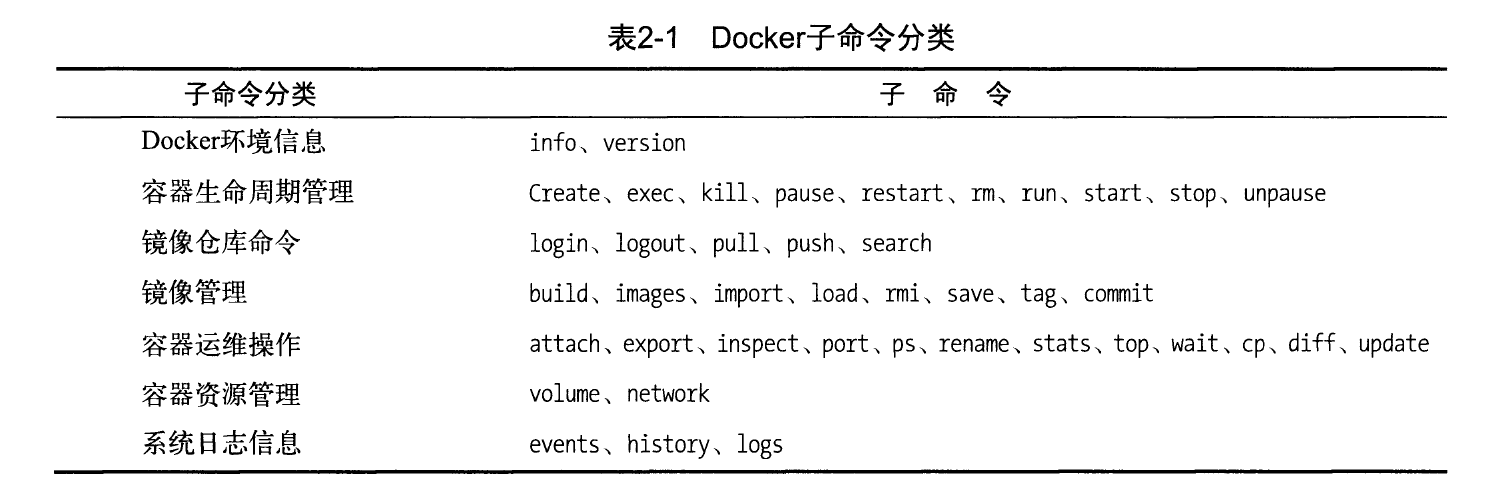 表2-1 Docker子命令分类
子命令分类 子 命 令
Docker环境信息 info、version
容器生命周期管理 Create、exec、kill、pause、restart、rm、run、start、stop、unpause
镜像仓库命令 login、logout、pull、push、search
镜像管理 build、images、import、load、rmi、save、tag、commit
容器运维操作 attach、export、inspect、port、ps、rename、stats、top、wait、cp、diff、update
容器资源管理 volume、network
系统日志信息 events、history、logs